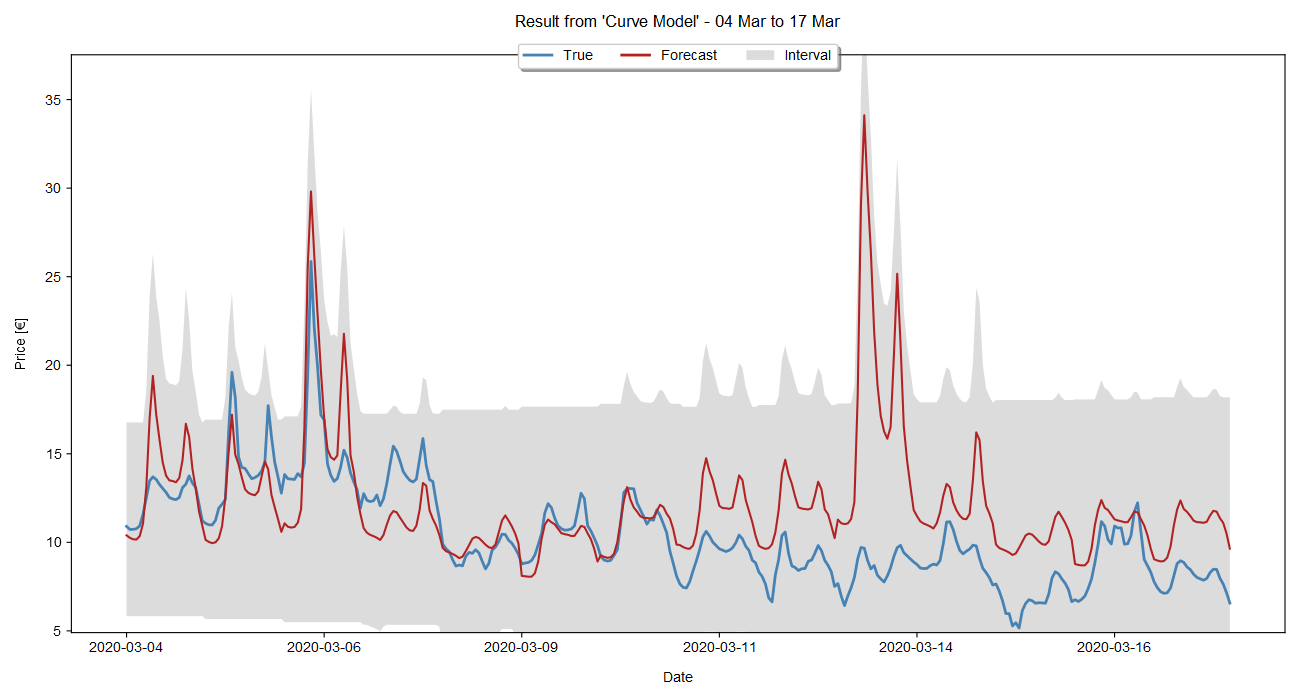 Result from 'Curve Model' - 04 Mar to 17 Mar
True Forecast Interval
35
30
25
20
15
10
5
Price [€]
2020-03-04 2020-03-06 2020-03-09 2020-03-11 2020-03-14 2020-03-16
Date